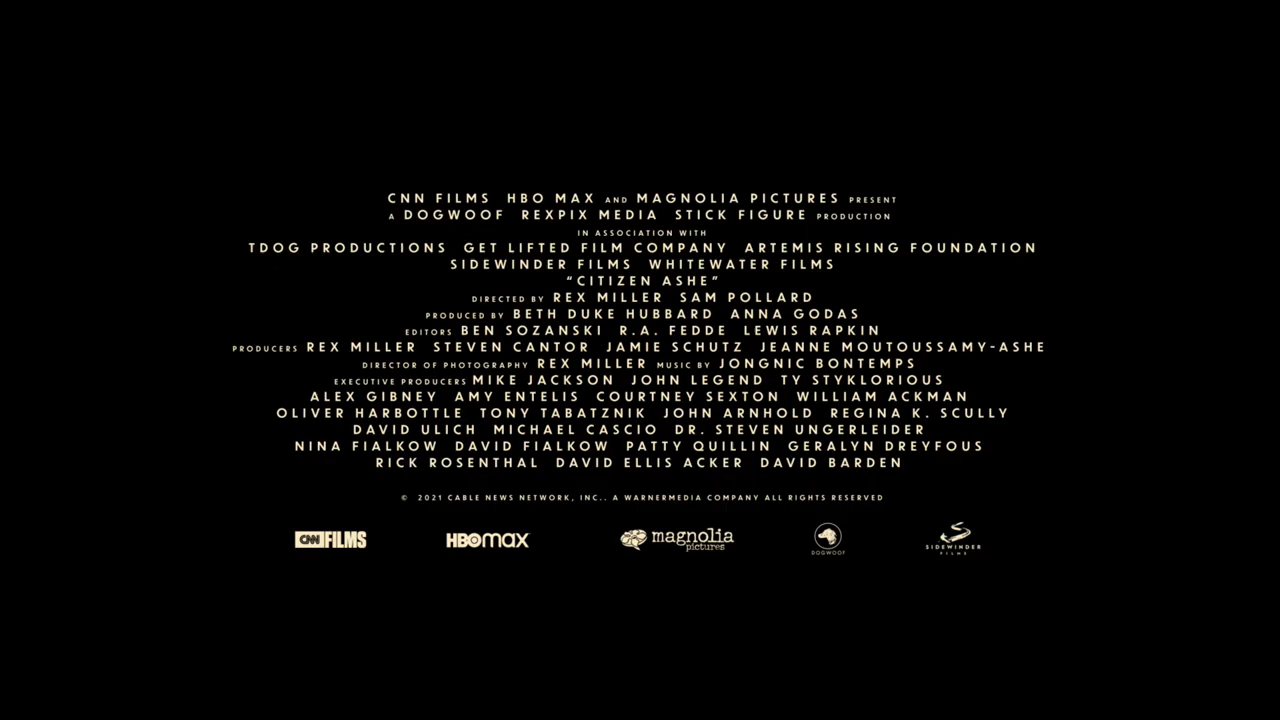 CNN FILMS HBO MAX AND MAGNOLIA PICTURES PRESENT
A DOGWOOF REXPIX MEDIA STICK FIGURE PRODUCTION
IN ASSOCIATION WITH
TDOG PRODUCTIONS GET LIFTED FILM COMPANY ARTEMIS RISING FOUNDATION
SIDEWINDER FILMS WHITEWATER FILMS
“CITIZEN ASHE”
DIRECTED BY REX MILLER SAM POLLARD
PRODUCED BY BETH DUKE HUBBARD ANNA GODAS
EDITORS BEN SOZANSKI R.A. FEDDE LEWIS RAPKIN
PRODUCERS REX MILLER STEVEN CANTOR JAMIE SCHUTZ JEANNE MOUTOUSSAMY-ASHE
DIRECTOR OF PHOTOGRAPHY REX MILLER MUSIC BY JONGNIC BONTEMPS
EXECUTIVE PRODUCERS MIKE JACKSON JOHN LEGEND TY STYKLORIOUS
ALEX GIBNEY AMY ENTELIS COURTNEY SEXTON WILLIAM ACKMAN
OLIVER HARBOTTLE TONY TABATZNIK JOHN ARNHOLD REGINA K. SCULLY
DAVID ULICH MICHAEL CASCIO DR. STEVEN UNGERLEIDER
NINA FIALKOW DAVID FIALKOW PATTY QUILLIN GERALYN DREYFOUS
RICK ROSENTHAL DAVID ELLIS ACKER DAVID BARDEN
© 2021 CABLE NEWS NETWORK, INC.. A WARNERMEDIA COMPANY ALL RIGHTS RESERVED
CNN FILMS HBOMAX magnolia pictures DOGWOOF SIDEWINDER FILMS